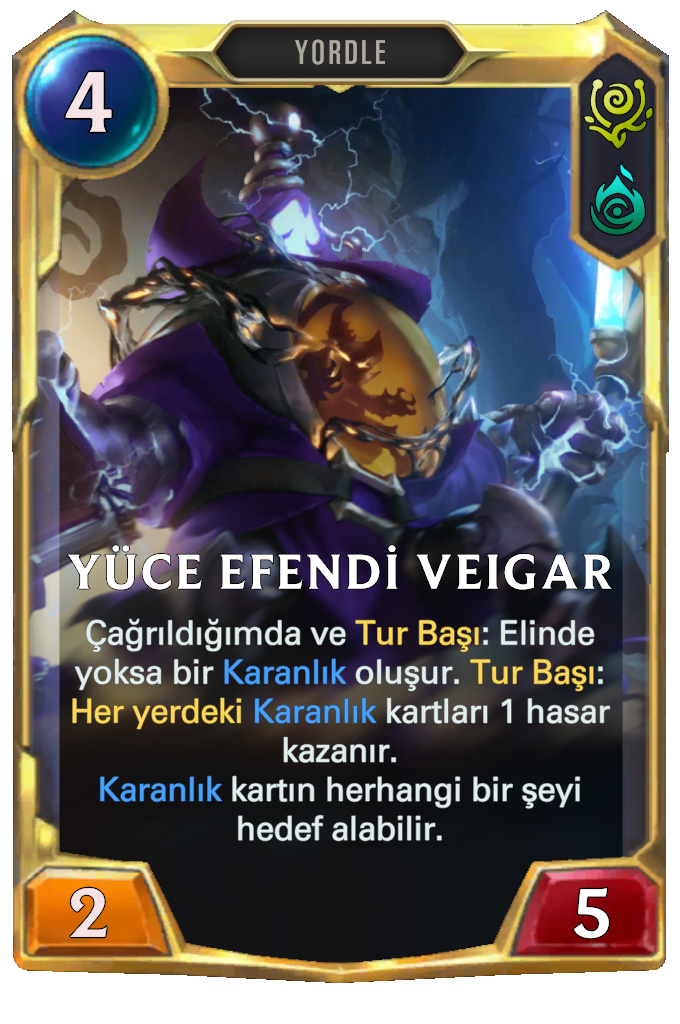 YORDLE
4
YÜCE EFENDİ VEIGAR
Çağrıldığımda ve Tur Başı: Elinde
yoksa bir Karanlık oluşur. Tur Başı:
Her yerdeki Karanlık kartları 1 hasar
kazanır.
Karanlık kartın herhangi bir şeyi
hedef alabilir.
2
5